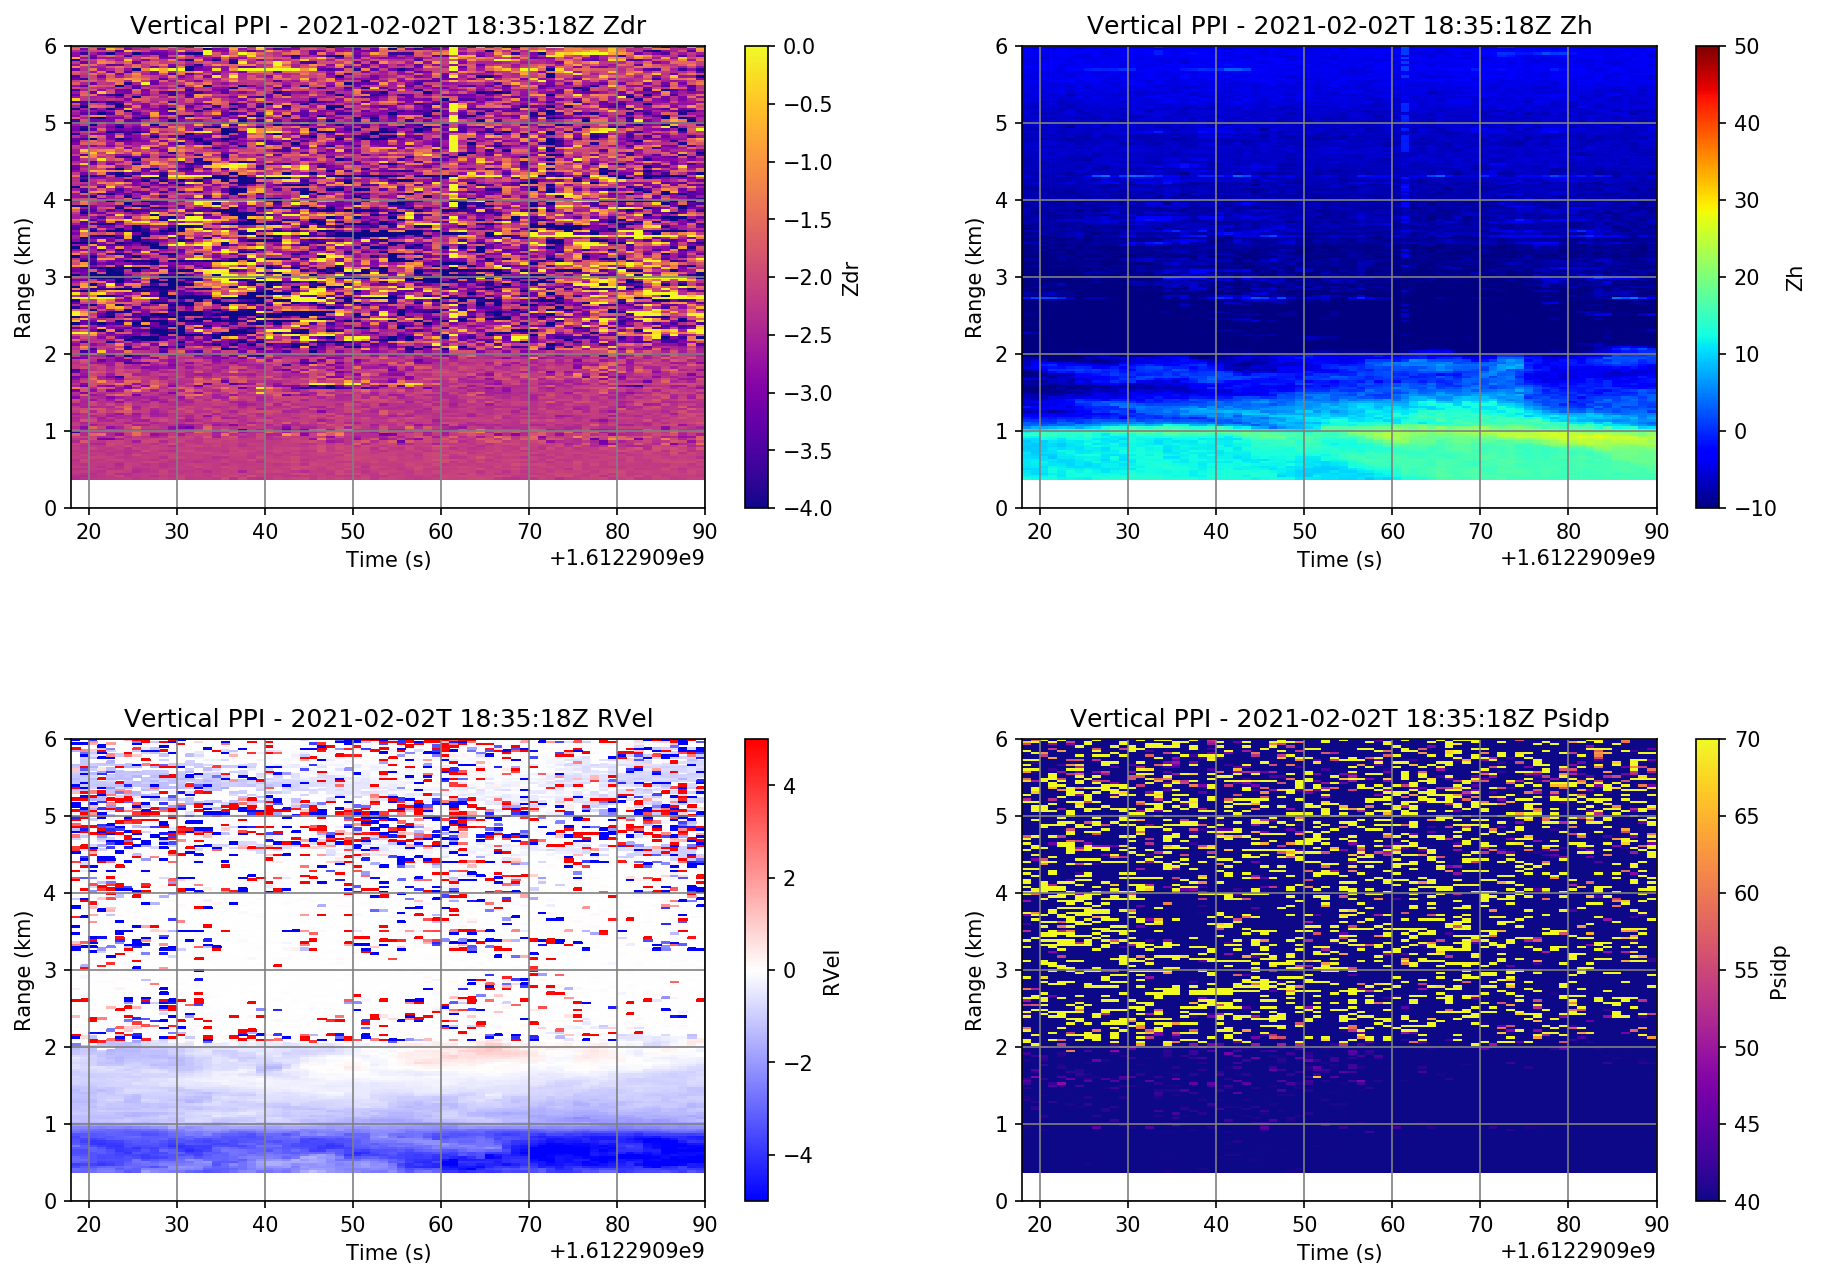 Vertical PPI - 2021-02-02T 18:35:18Z Zdr
6
5
4
3
2
1
0
Range (km)
20 30 40 50 60 70 80 90
Time (s)
+1.6122909e9
0.0
−0.5
−1.0
−1.5
−2.0
−2.5
−3.0
−3.5
−4.0
Zdr
Vertical PPI - 2021-02-02T 18:35:18Z Zh
6
5
4
3
2
1
0
Range (km)
20 30 40 50 60 70 80 90
Time (s)
+1.6122909e9
50
40
30
20
10
0
−10
Zh
Vertical PPI - 2021-02-02T 18:35:18Z RVel
6
5
4
3
2
1
0
Range (km)
20 30 40 50 60 70 80 90
Time (s)
+1.6122909e9
4
2
0
−2
−4
RVel
Vertical PPI - 2021-02-02T 18:35:18Z Psidp
6
5
4
3
2
1
0
Range (km)
20 30 40 50 60 70 80 90
Time (s)
+1.6122909e9
70
65
60
55
50
45
40
Psidp